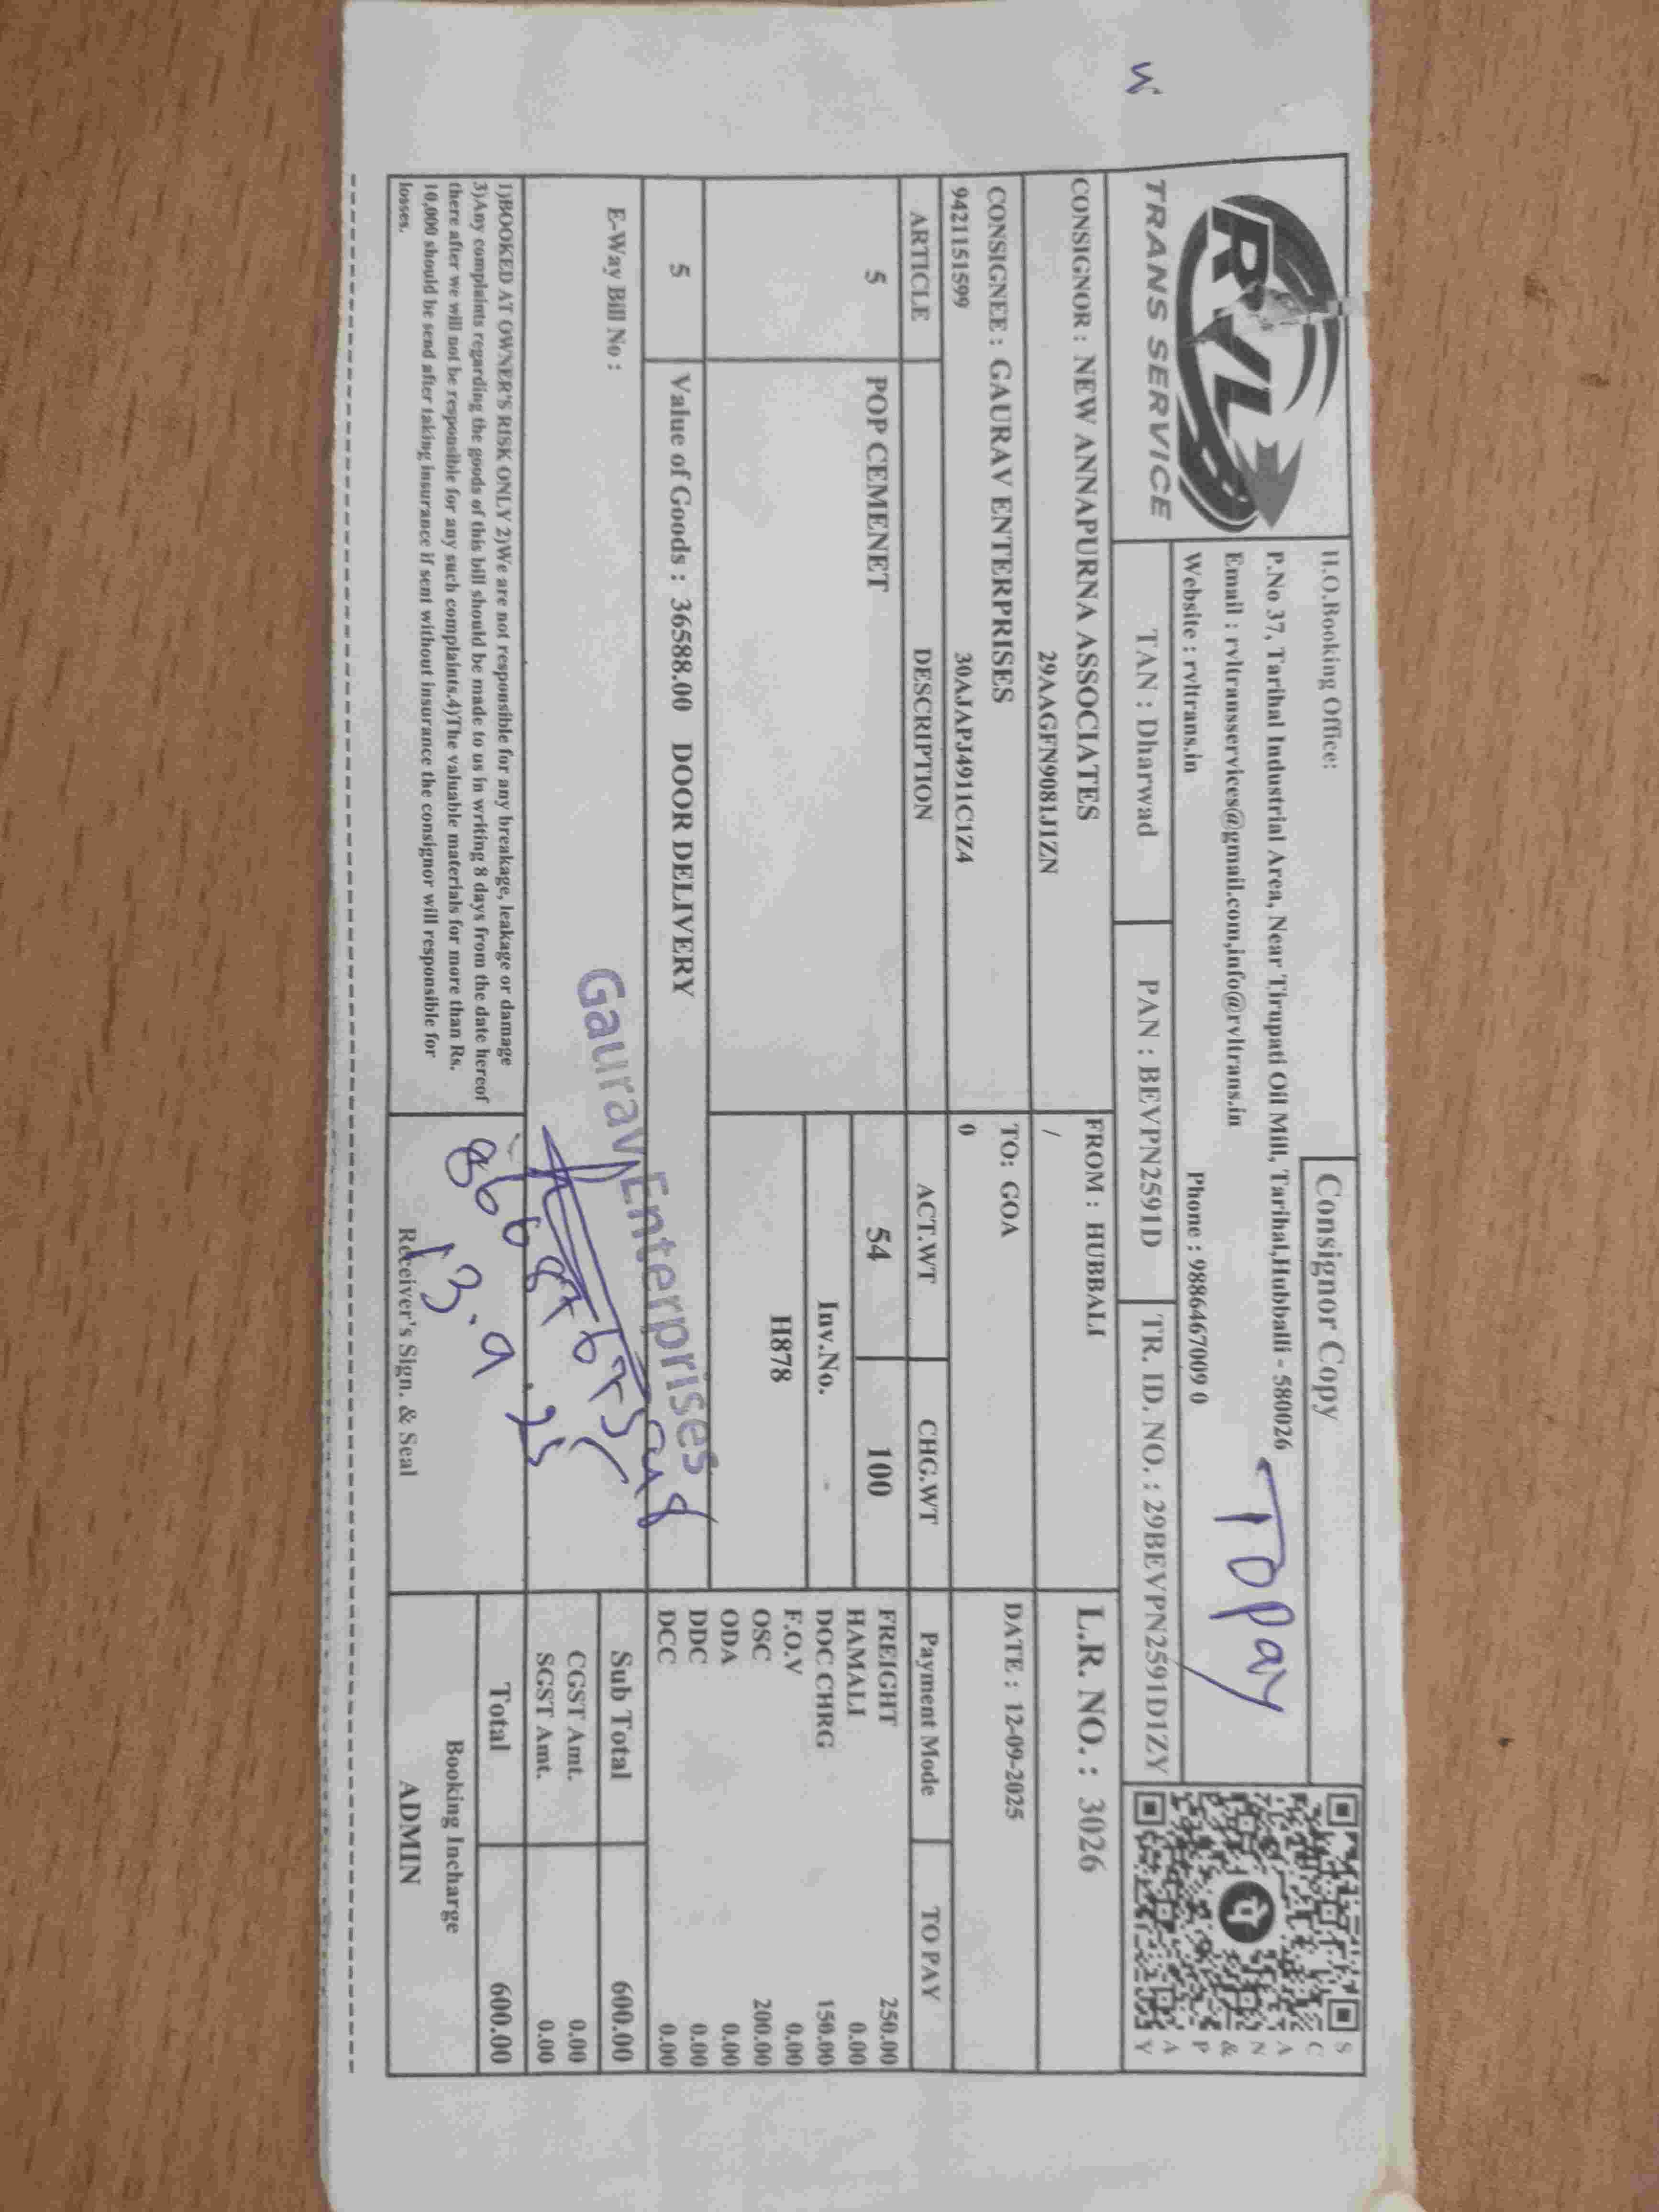 RVL
TRANS SERVICE
H.O.Booking Office:
Consignor Copy
P.No 37, Tarihal Industrial Area, Near Tirupati Oil Mill, Tarihal,Hubballi - 580026
Email : rvltransservices@gmail.com,info@rvltrans.in
Website : rvltrans.in Phone : 9886467009 0
TO Pay
SCAN & PAY
TAN : Dharwad PAN : BEVPN2591D TR. ID. NO. : 29BEVPN2591D1ZY
CONSIGNOR : NEW ANNAPURNA ASSOCIATES FROM : HUBBALI L.R. NO. : 3026
29AAGFN9081J1ZN /
CONSIGNEE : GAURAV ENTERPRISES TO: GOA DATE : 12-09-2025
9421151599 30AJAPJ4911C1Z4 0
ARTICLE DESCRIPTION ACT.WT CHG.WT Payment Mode TO PAY
5 POP CEMENET 54 100 FREIGHT 250.00
HAMALI 0.00
Inv.No. DOC CHRG 150.00
F.O.V 0.00
H878 OSC 200.00
ODA 0.00
5 Value of Goods : 36588.00 DOOR DELIVERY DDC 0.00
DCC 0.00
E-Way Bill No : Sub Total 600.00
Gaurav Enterprises
CGST Amt. 0.00
SGST Amt. 0.00
Total 600.00
13.9.25
1)BOOKED AT OWNER'S RISK ONLY 2)We are not responsible for any breakage, leakage or damage
3)Any complaints regarding the goods of this bill should be made to us in writing 8 days from the date hereof
there after we will not be responsible for any such complaints.4)The valuable materials for more than Rs.
10,000 should be send after taking insurance if sent without insurance the consignor will responsible for
losses.
Receiver's Sign. & Seal
Booking Incharge
ADMIN